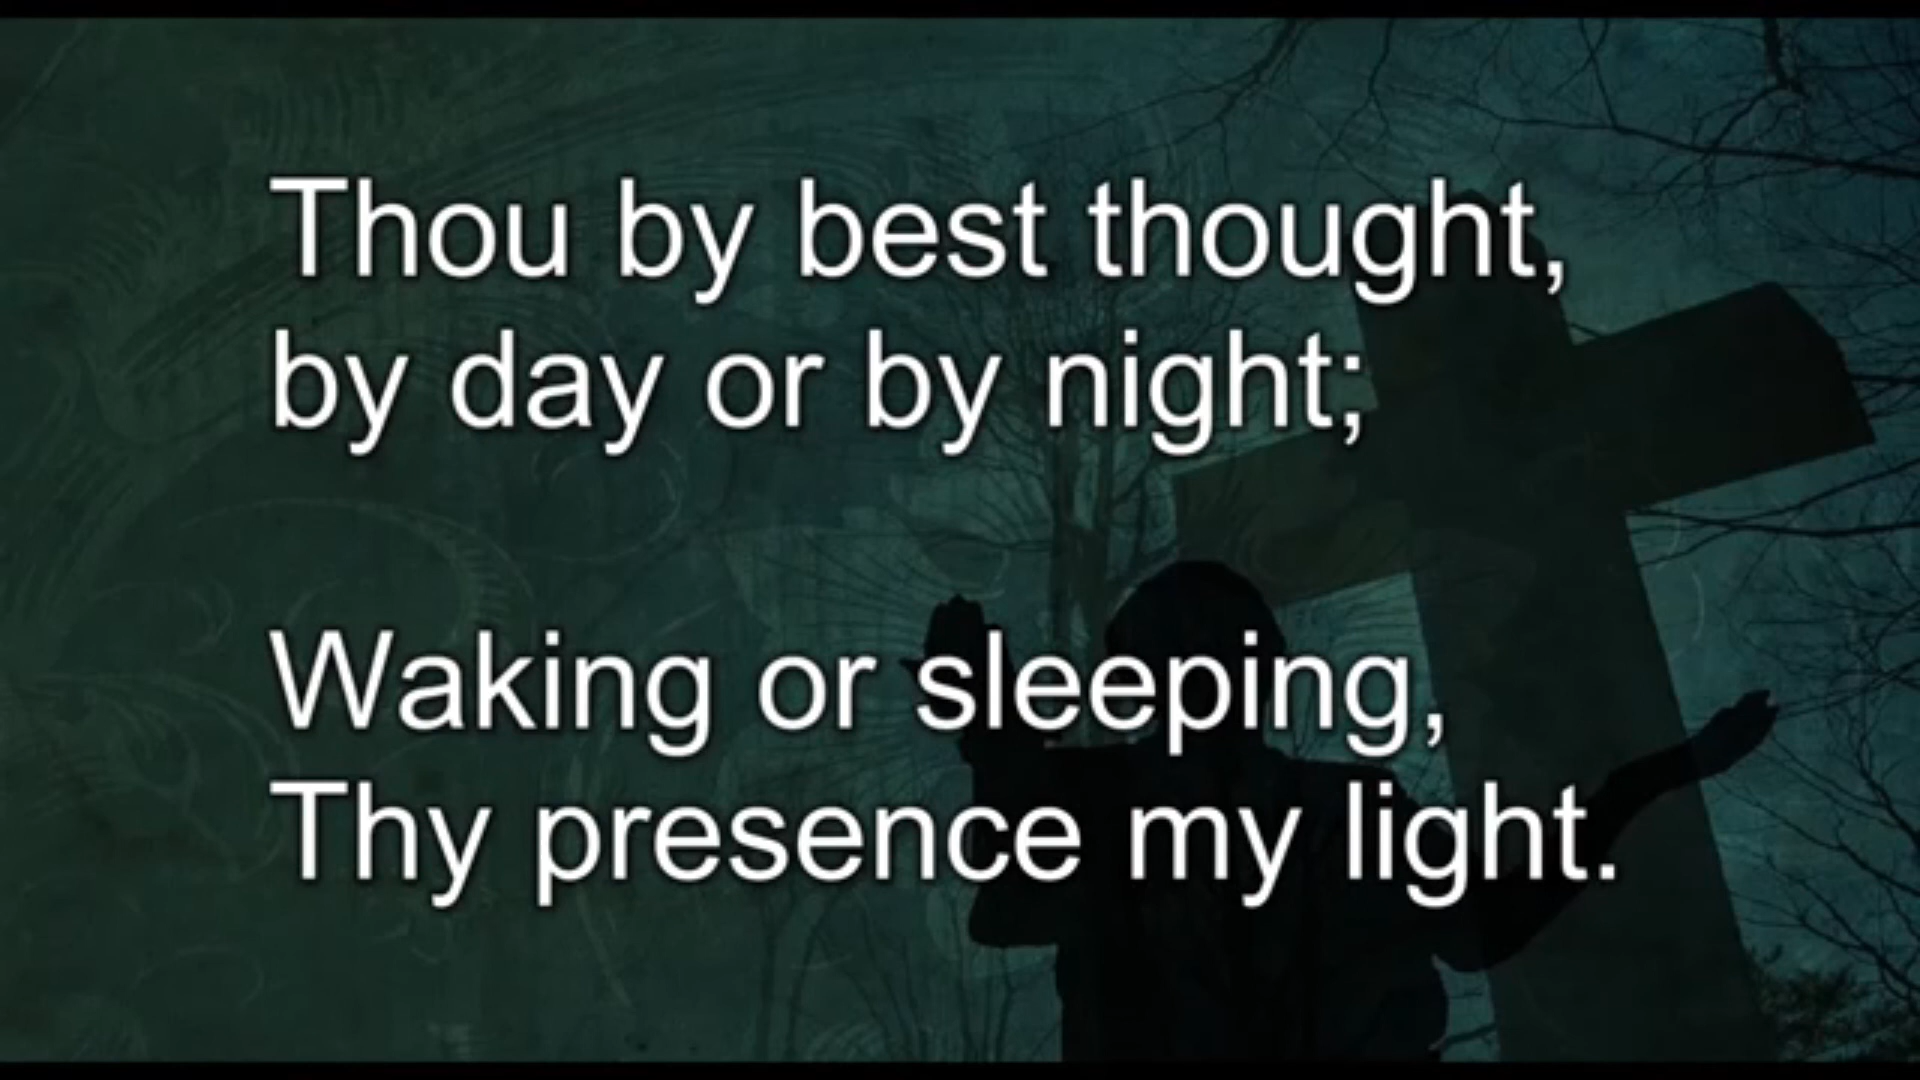 Thou by best thought,
by day or by night;
Waking or sleeping,
Thy presence my light.